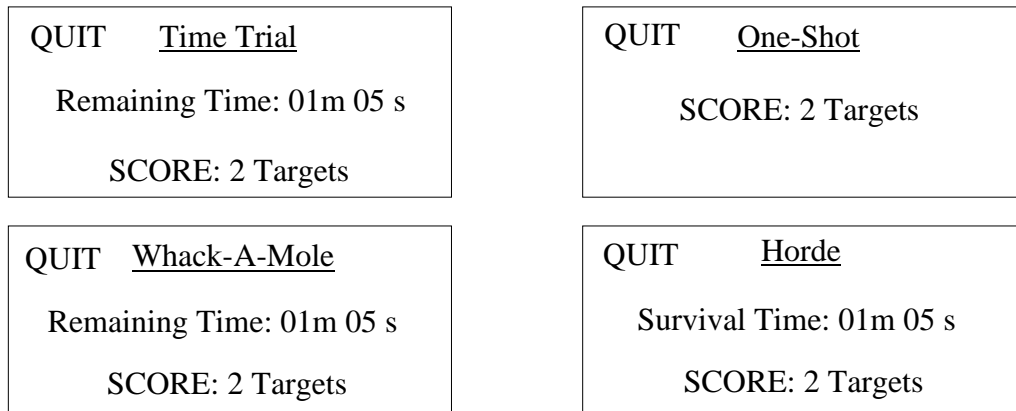 QUIT Time Trial
Remaining Time: 01m 05 s
SCORE: 2 Targets
QUIT One-Shot
SCORE: 2 Targets
QUIT Whack-A-Mole
Remaining Time: 01m 05 s
SCORE: 2 Targets
QUIT Horde
Survival Time: 01m 05 s
SCORE: 2 Targets